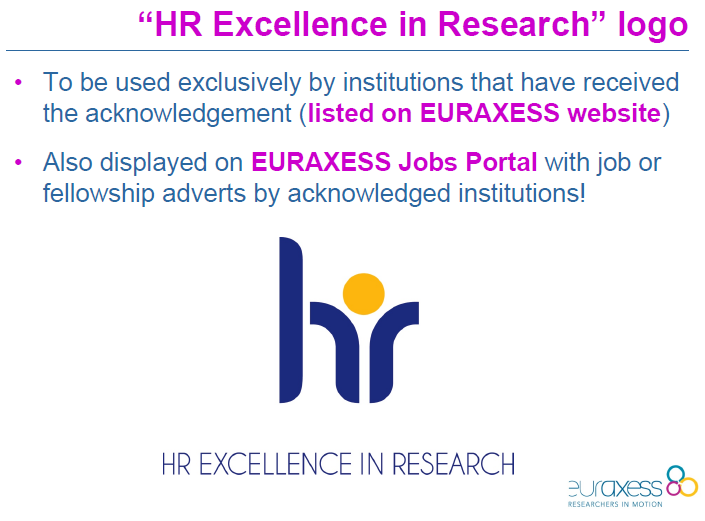 “HR Excellence in Research” logo
• To be used exclusively by institutions that have received
the acknowledgement (listed on EURAXESS website)
• Also displayed on EURAXESS Jobs Portal with job or
fellowship adverts by acknowledged institutions!
hr
HR EXCELLENCE IN RESEARCH
euraxess
RESEARCHERS IN MOTION